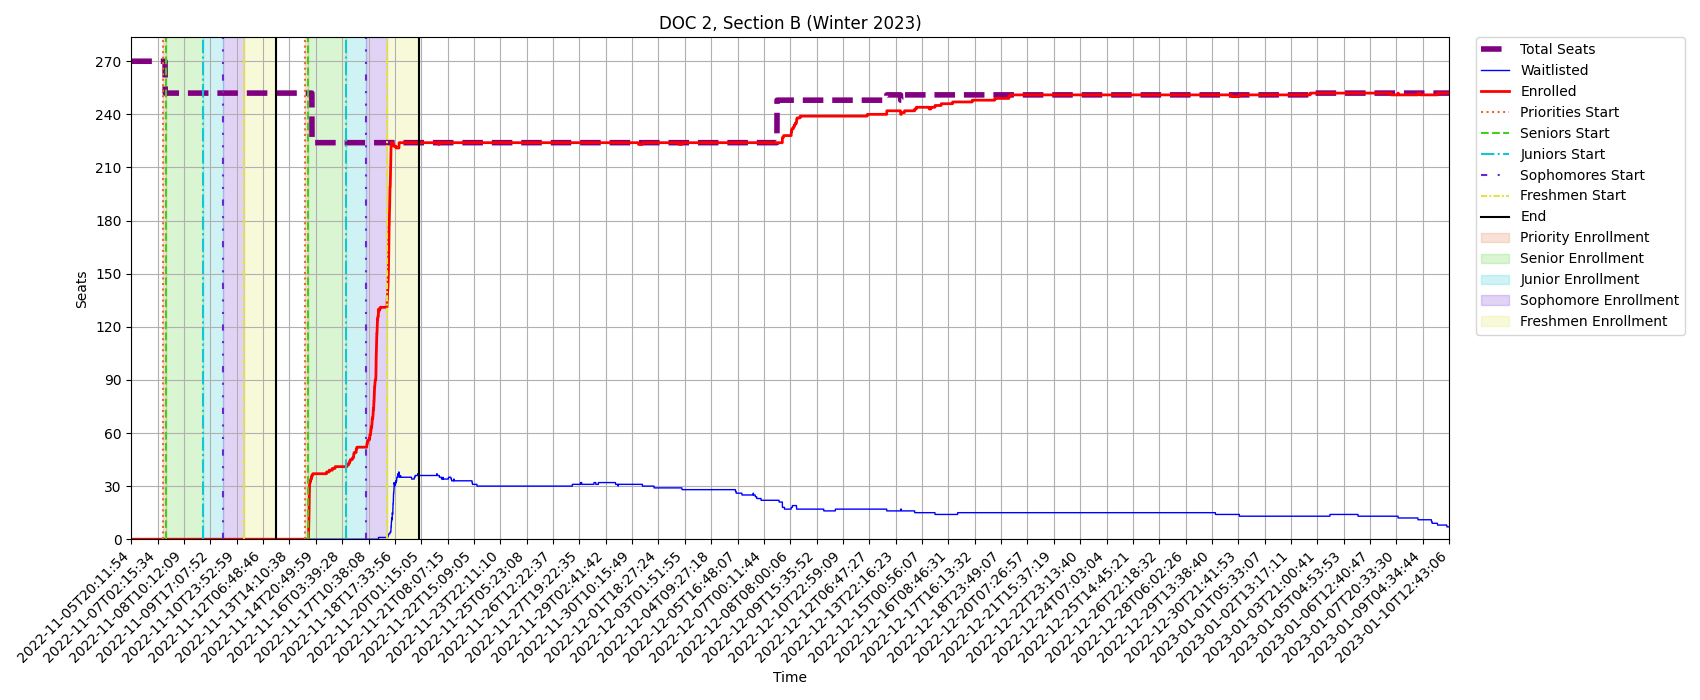 DOC 2, Section B (Winter 2023)
Seats
270
240
210
180
150
120
90
60
30
0
2022-11-05T20:11:54
2022-11-07T02:15:34
2022-11-08T10:12:09
2022-11-09T17:07:52
2022-11-10T23:52:59
2022-11-12T06:48:46
2022-11-13T14:10:38
2022-11-14T20:49:59
2022-11-16T03:39:28
2022-11-17T10:38:08
2022-11-18T17:33:56
2022-11-20T01:15:05
2022-11-21T08:07:15
2022-11-22T15:09:05
2022-11-23T22:11:10
2022-11-25T05:23:08
2022-11-26T12:22:37
2022-11-27T19:22:35
2022-11-29T02:41:42
2022-11-30T10:15:49
2022-12-01T18:27:24
2022-12-03T01:51:55
2022-12-04T09:27:18
2022-12-05T16:48:07
2022-12-07T00:11:44
2022-12-08T08:00:06
2022-12-09T15:35:52
2022-12-10T22:59:09
2022-12-12T06:47:27
2022-12-13T22:16:23
2022-12-15T00:56:07
2022-12-16T08:46:31
2022-12-17T16:13:32
2022-12-18T23:49:07
2022-12-20T07:26:57
2022-12-21T15:37:19
2022-12-22T23:13:40
2022-12-24T07:03:04
2022-12-25T14:45:21
2022-12-26T22:18:32
2022-12-28T06:02:26
2022-12-29T13:38:40
2022-12-30T21:41:53
2023-01-01T05:33:07
2023-01-02T13:17:11
2023-01-03T21:00:41
2023-01-05T04:53:53
2023-01-06T12:40:47
2023-01-07T20:33:30
2023-01-09T04:34:44
2023-01-10T12:43:06
Time
Total Seats
Waitlisted
Enrolled
Priorities Start
Seniors Start
Juniors Start
Sophomores Start
Freshmen Start
End
Priority Enrollment
Senior Enrollment
Junior Enrollment
Sophomore Enrollment
Freshmen Enrollment